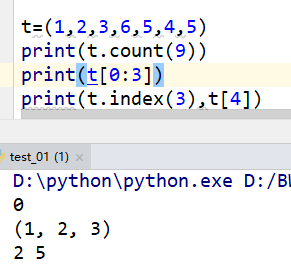 t=(1,2,3,6,5,4,5)
print(t.count(9))
print(t[0:3])
print(t.index(3),t[4])
test_01 (1) ×
D:\python\python.exe D:/
0
(1, 2, 3)
2 5